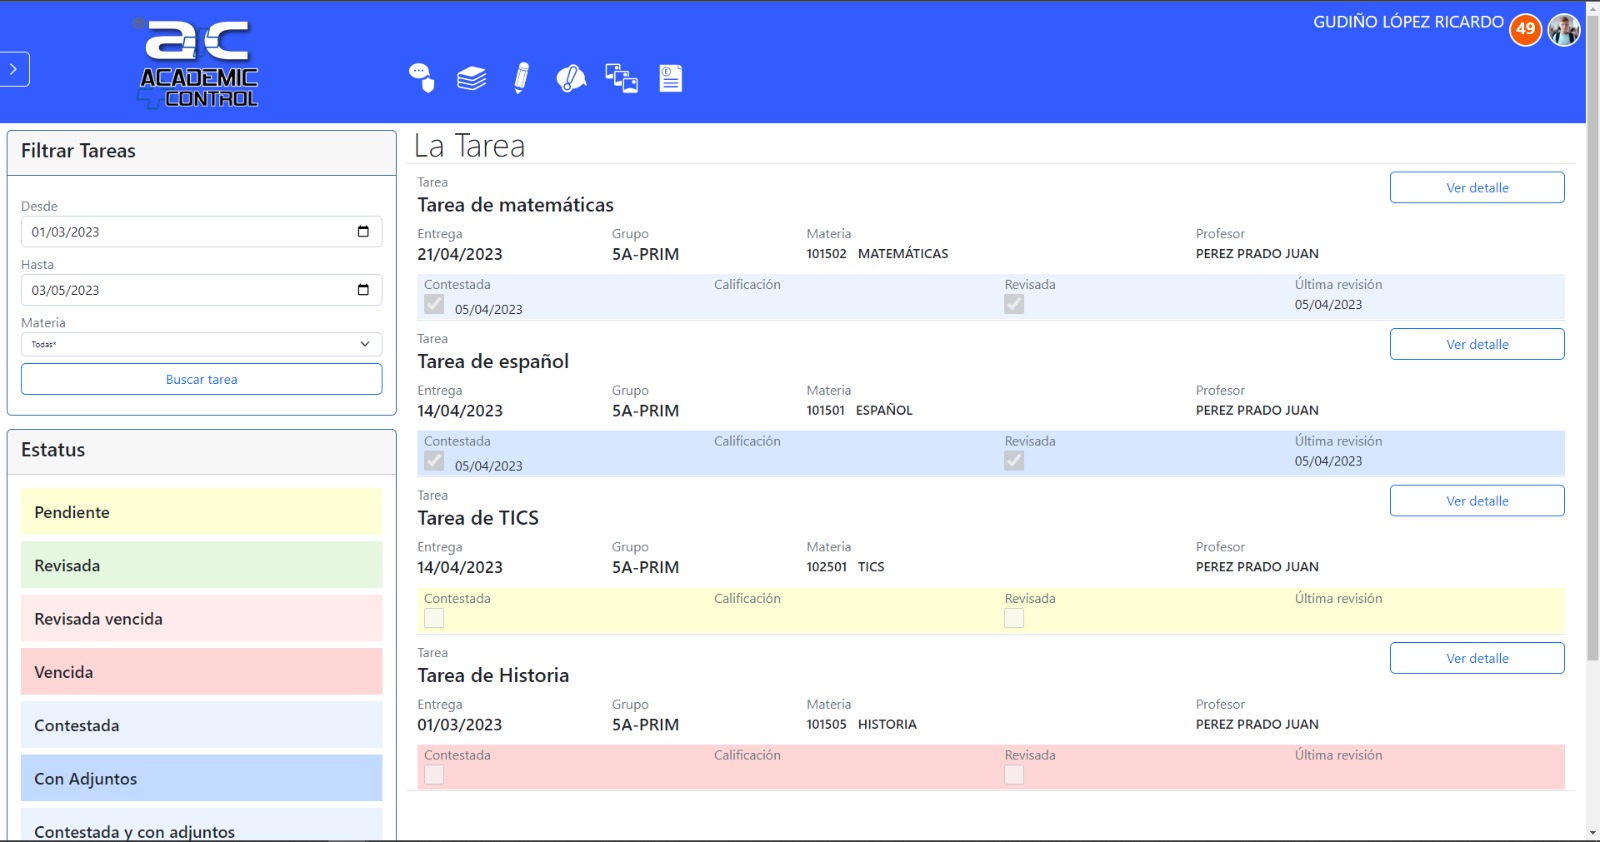 GUDIÑO LÓPEZ RICARDO 49
ac
ACADEMIC
CONTROL
Filtrar Tareas
Desde
01/03/2023
Hasta
03/05/2023
Materia
Todas*
Buscar tarea
Estatus
Pendiente
Revisada
Revisada vencida
Vencida
Contestada
Con Adjuntos
Contestada y con adjuntos
La Tarea
Tarea
Ver detalle
Tarea de matemáticas
Entrega Grupo Materia Profesor
21/04/2023 5A-PRIM 101502 MATEMÁTICAS PEREZ PRADO JUAN
Contestada Calificación Revisada Última revisión
05/04/2023 05/04/2023
Tarea
Ver detalle
Tarea de español
Entrega Grupo Materia Profesor
14/04/2023 5A-PRIM 101501 ESPAÑOL PEREZ PRADO JUAN
Contestada Calificación Revisada Última revisión
05/04/2023 05/04/2023
Tarea
Ver detalle
Tarea de TICS
Entrega Grupo Materia Profesor
14/04/2023 5A-PRIM 102501 TICS PEREZ PRADO JUAN
Contestada Calificación Revisada Última revisión
Tarea
Ver detalle
Tarea de Historia
Entrega Grupo Materia Profesor
01/03/2023 5A-PRIM 101505 HISTORIA PEREZ PRADO JUAN
Contestada Calificación Revisada Última revisión